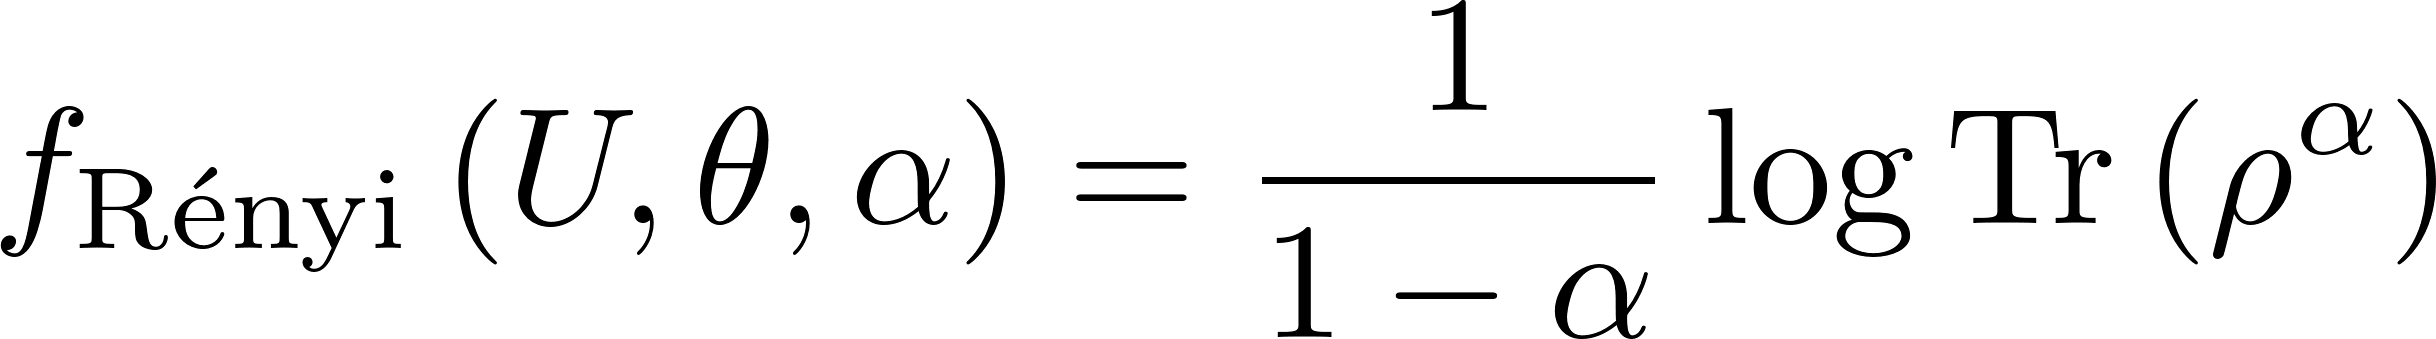 f_{Rényi} (U, θ, α) = \frac{1}{1 − α} log Tr (ρ^α)